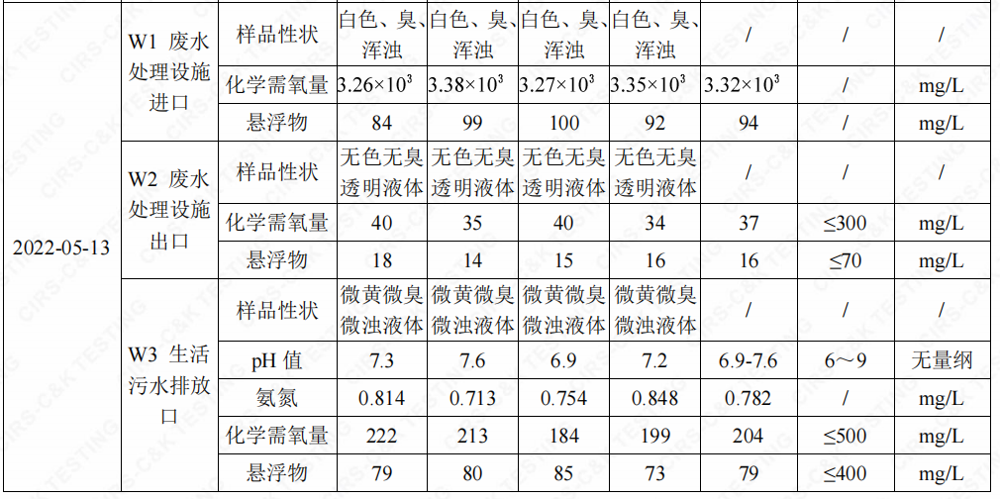 W1 废水处理设施进口 样品性状 白色、臭、浑浊 白色、臭、浑浊 白色、臭、浑浊 白色、臭、浑浊 / / /
化学需氧量 3.26×10³ 3.38×10³ 3.27×10³ 3.35×10³ 3.32×10³ / mg/L
悬浮物 84 99 100 92 94 / mg/L
2022-05-13
W2 废水处理设施出口 样品性状 无色无臭透明液体 无色无臭透明液体 无色无臭透明液体 无色无臭透明液体 / / /
化学需氧量 40 35 40 34 37 ≤300 mg/L
悬浮物 18 14 15 16 16 ≤70 mg/L
W3 生活污水排放口 样品性状 微黄微臭微浊液体 微黄微臭微浊液体 微黄微臭微浊液体 微黄微臭微浊液体 / / /
pH 值 7.3 7.6 6.9 7.2 6.9-7.6 6～9 无量纲
氨氮 0.814 0.713 0.754 0.848 0.782 / mg/L
化学需氧量 222 213 184 199 204 ≤500 mg/L
悬浮物 79 80 85 73 79 ≤400 mg/L
CIRS-C&K TESTING